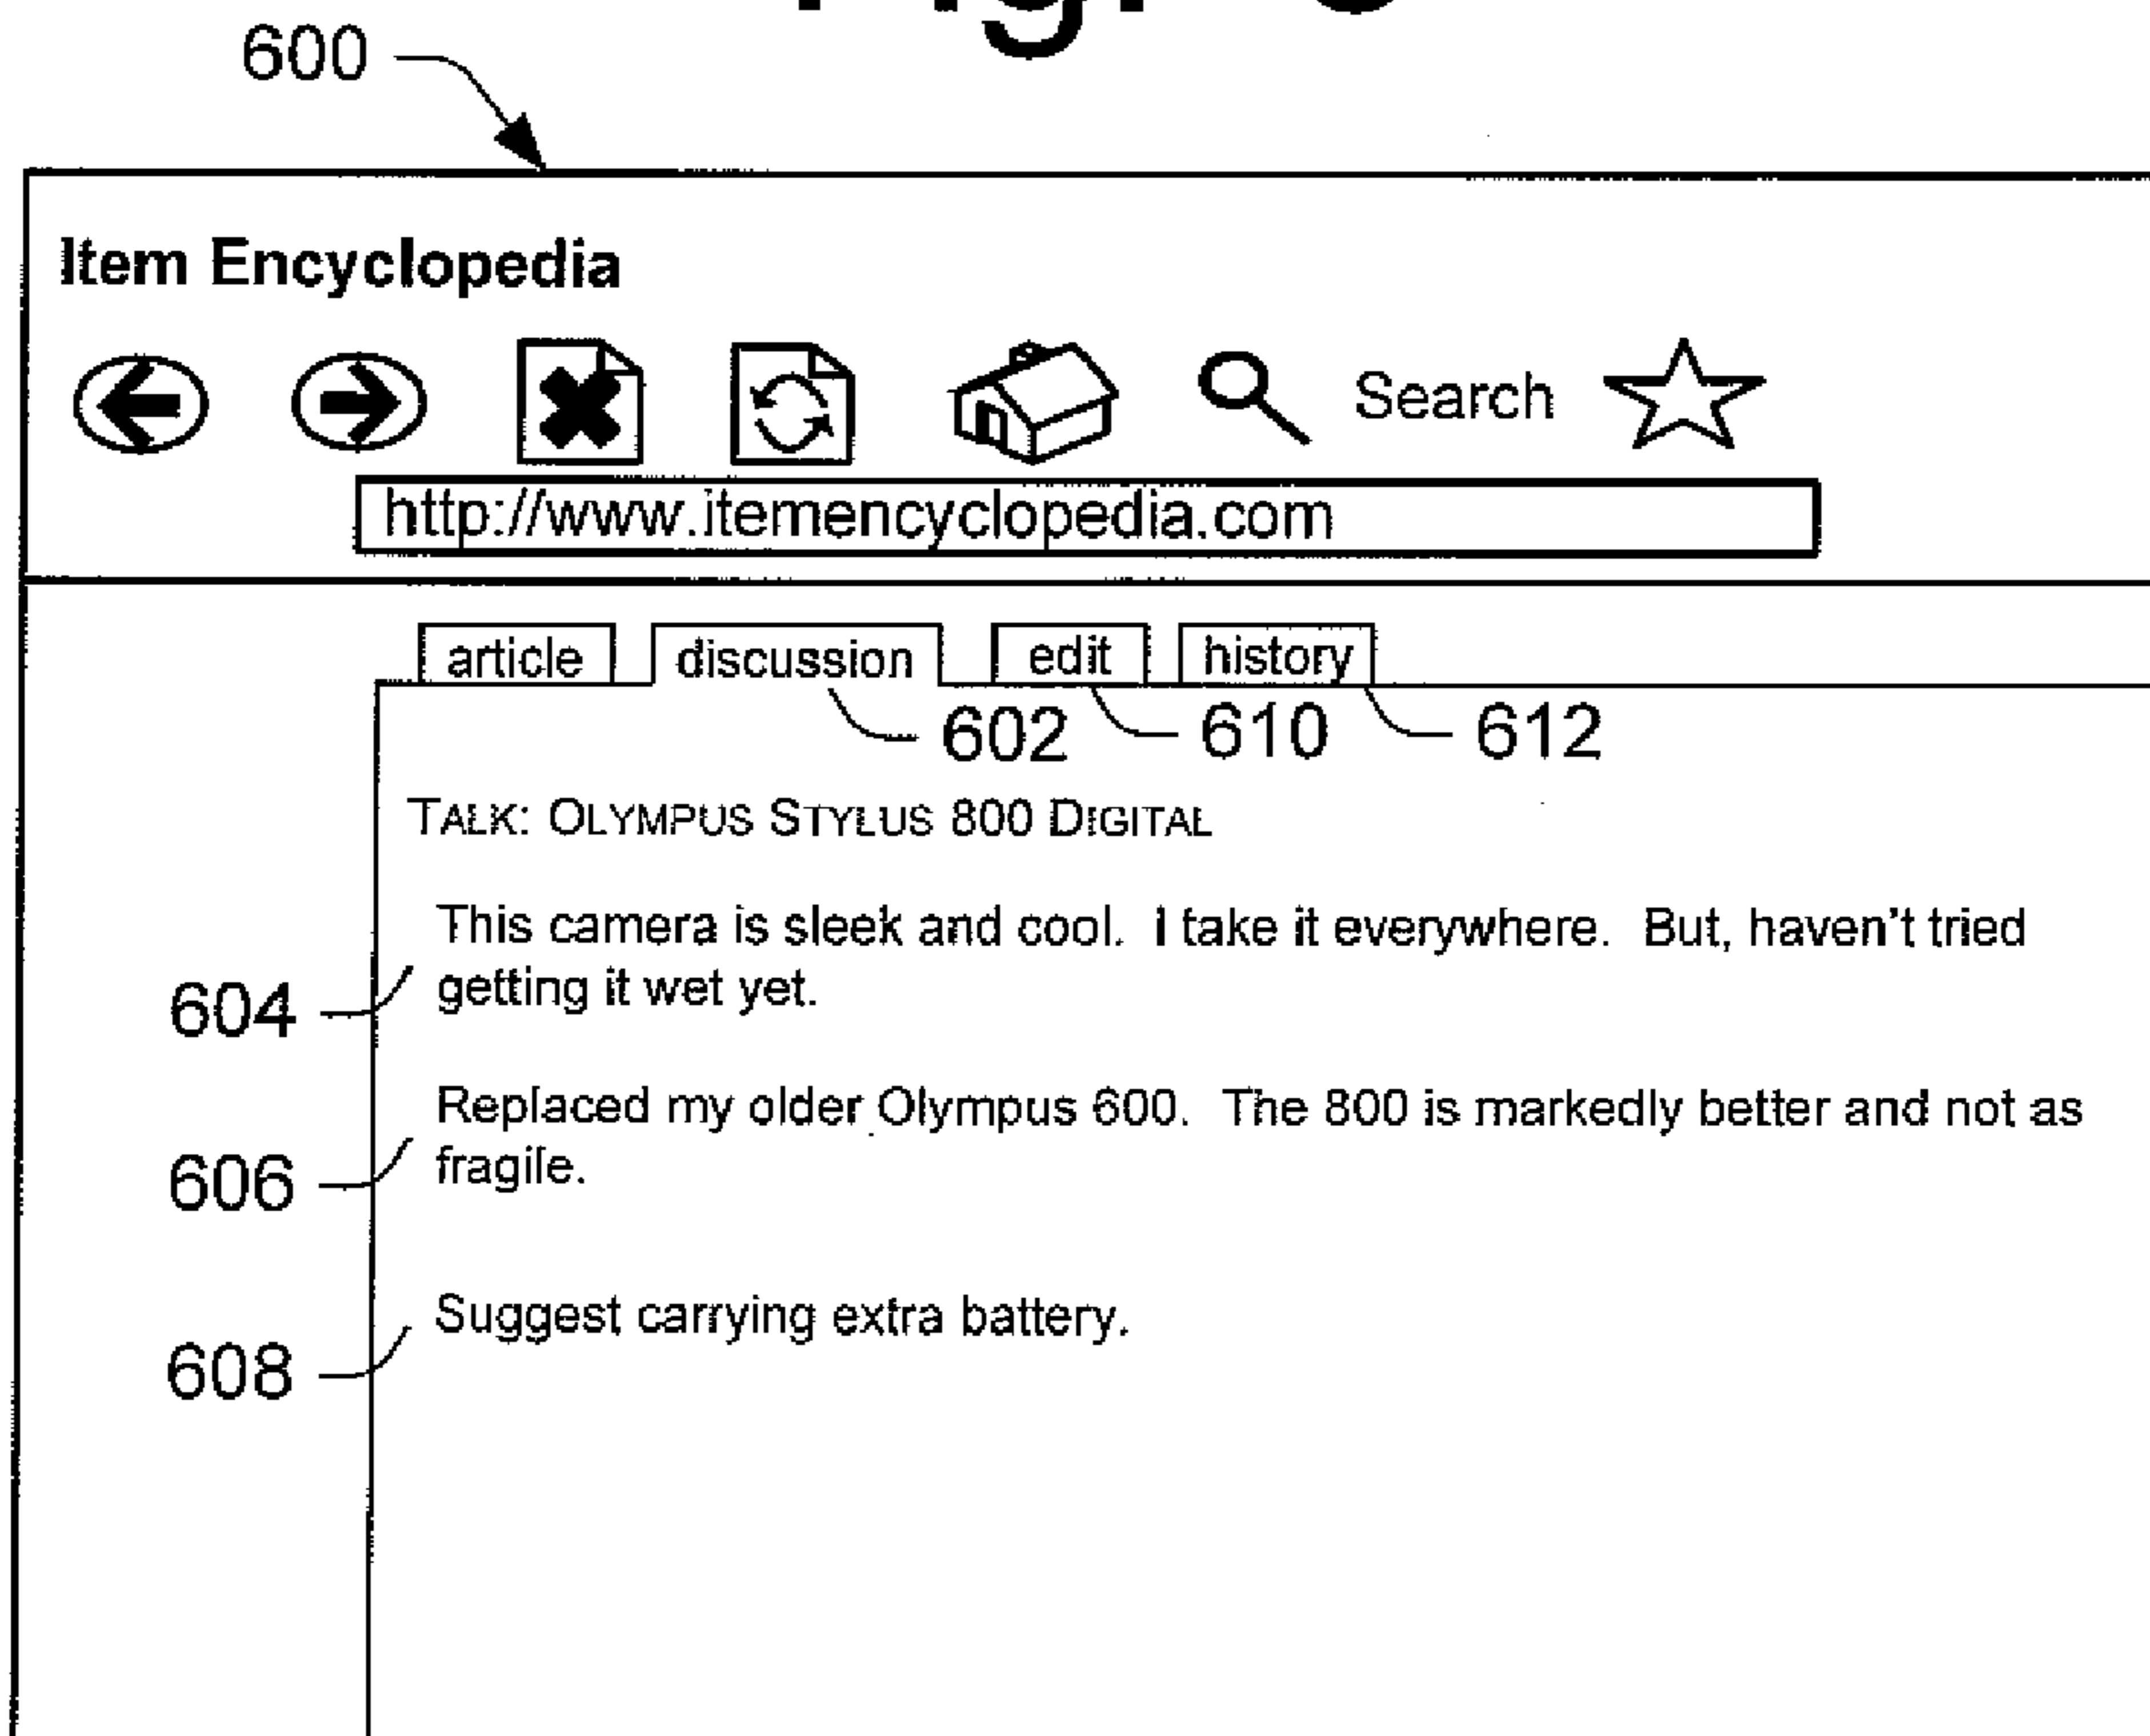 600
Item Encyclopedia
Search
http://www.itemencyclopedia.com
article discussion edit history
602 610 612
TALK: OLYMPUS STYLUS 800 DIGITAL
This camera is sleek and cool. I take it everywhere. But, haven't tried
getting it wet yet.
604
Replaced my older Olympus 600. The 800 is markedly better and not as
fragile.
606
Suggest carrying extra battery.
608